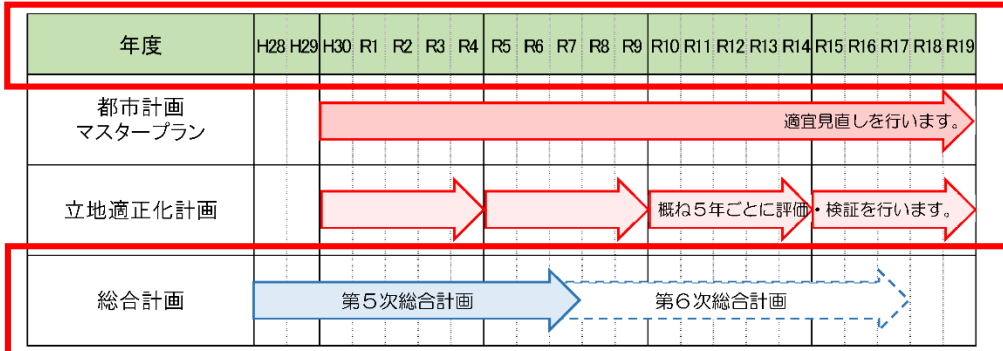 年度 H28 H29 H30 R1 R2 R3 R4 R5 R6 R7 R8 R9 R10 R11 R12 R13 R14 R15 R16 R17 R18 R19
都市計画
マスタープラン
適宜見直しを行います。
立地適正化計画
概ね5年ごとに評価・検証を行います。
総合計画
第5次総合計画
第6次総合計画